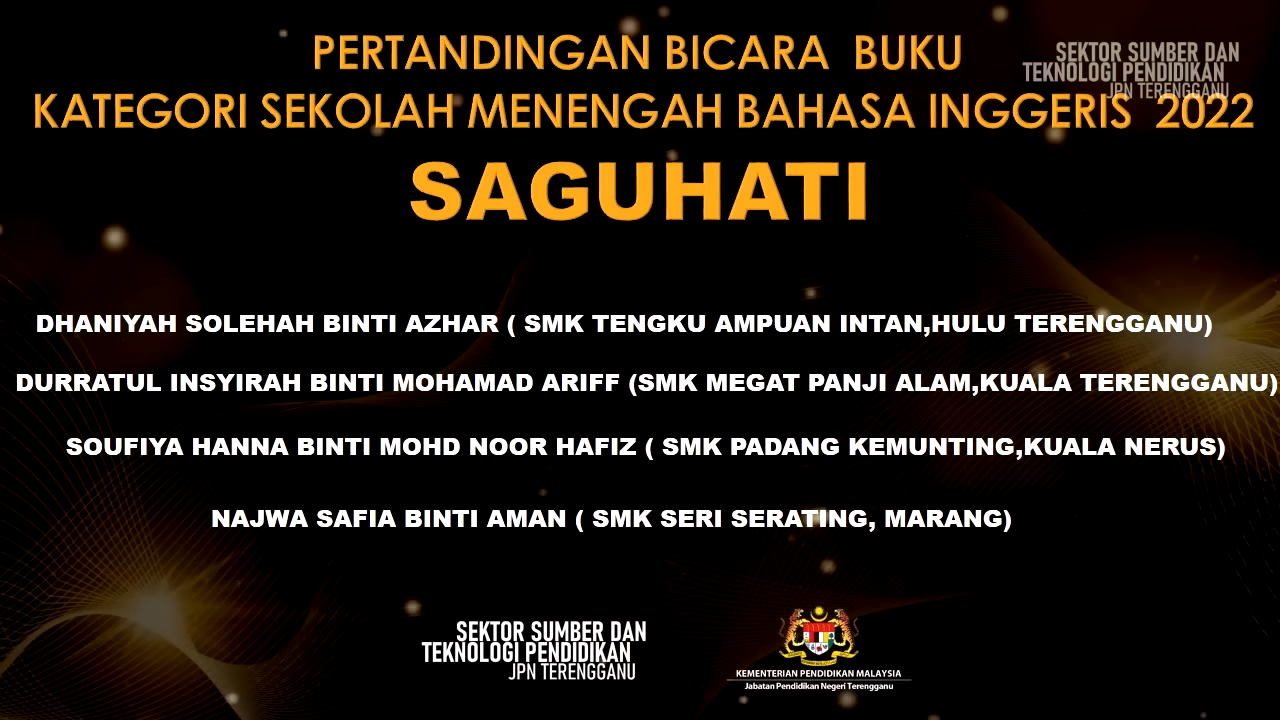 PERTANDINGAN BICARA BUKU
SEKTOR SUMBER DAN
TEKNOLOGI PENDIDIKAN
JPN TERENGGANU
KATEGORI SEKOLAH MENENGAH BAHASA INGGERIS 2022
SAGUHATI
DHANIYAH SOLEHAH BINTI AZHAR ( SMK TENGKU AMPUAN INTAN,HULU TERENGGANU)
DURRATUL INSYIRAH BINTI MOHAMAD ARIFF (SMK MEGAT PANJI ALAM,KUALA TERENGGANU)
SOUFIYA HANNA BINTI MOHD NOOR HAFIZ ( SMK PADANG KEMUNTING,KUALA NERUS)
NAJWA SAFIA BINTI AMAN ( SMK SERI SERATING, MARANG)
SEKTOR SUMBER DAN
TEKNOLOGI PENDIDIKAN
JPN TERENGGANU
KEMENTERIAN PENDIDIKAN MALAYSIA
Jabatan Pendidikan Negeri Terengganu